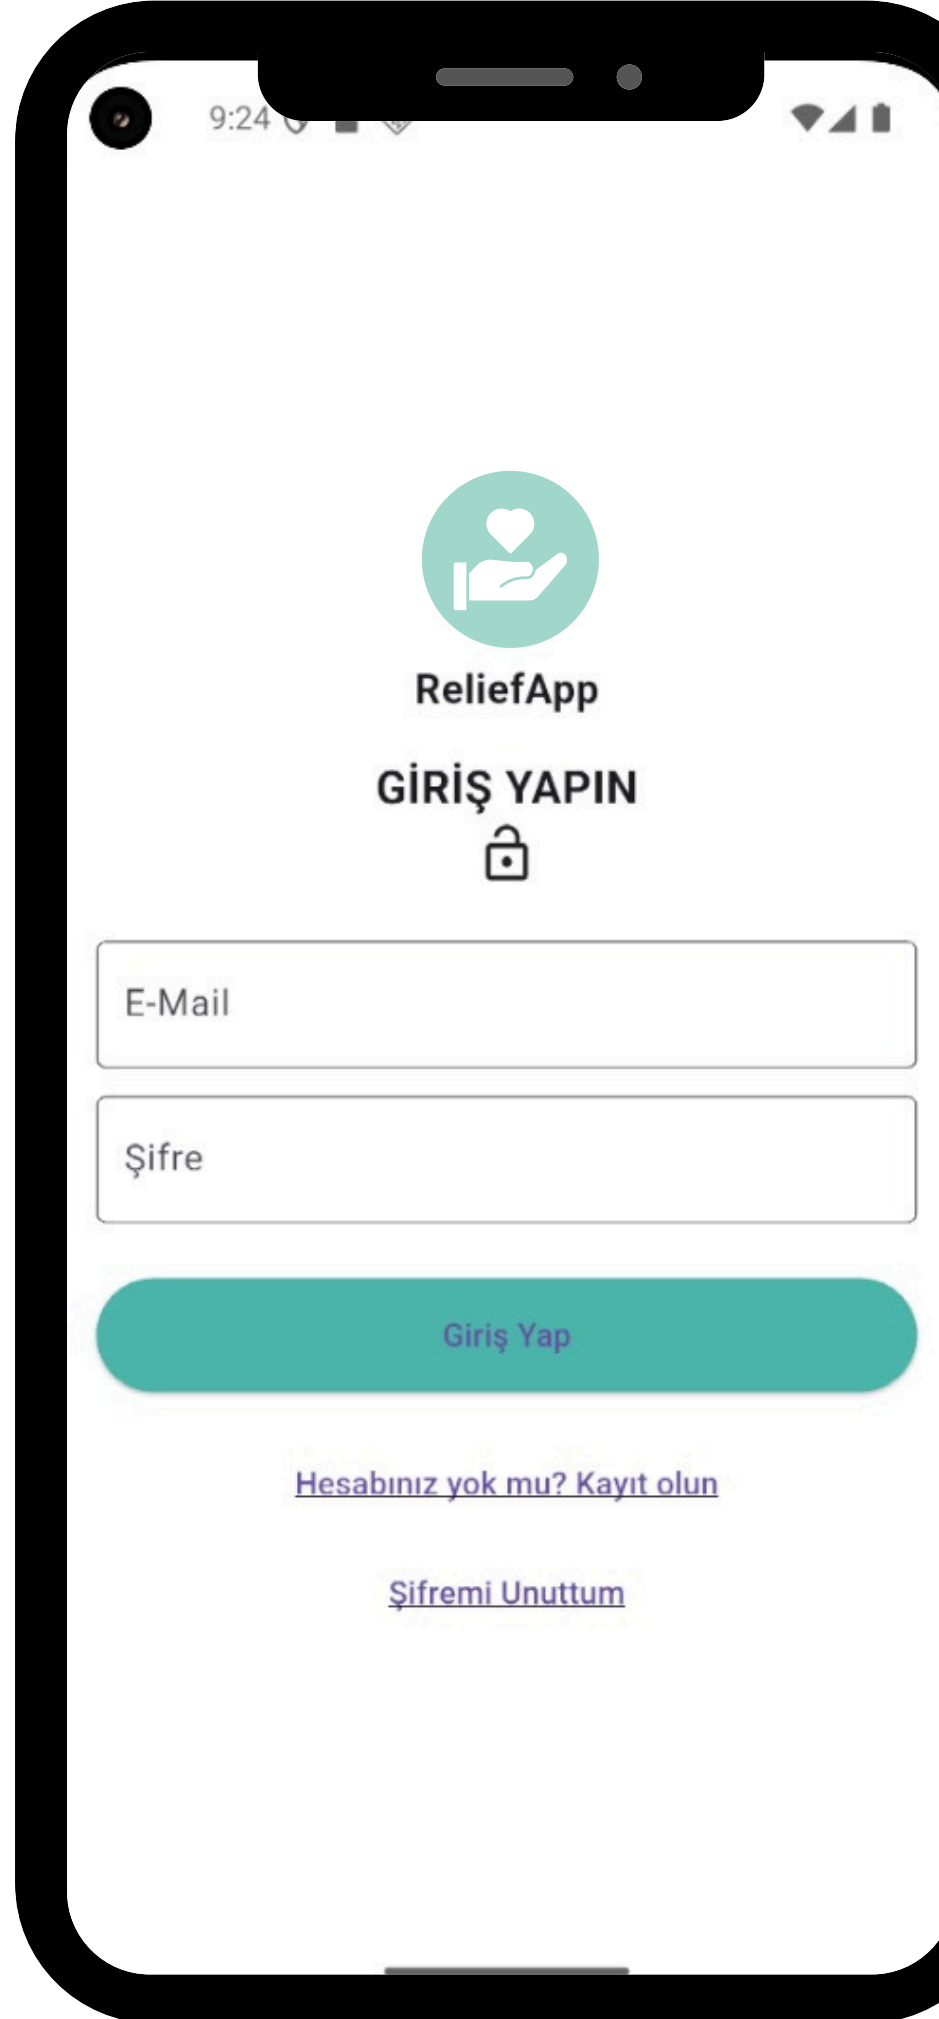 9:24
ReliefApp
GİRİŞ YAPIN
E-Mail
Şifre
Giriş Yap
Hesabınız yok mu? Kayıt olun
Şifremi Unuttum